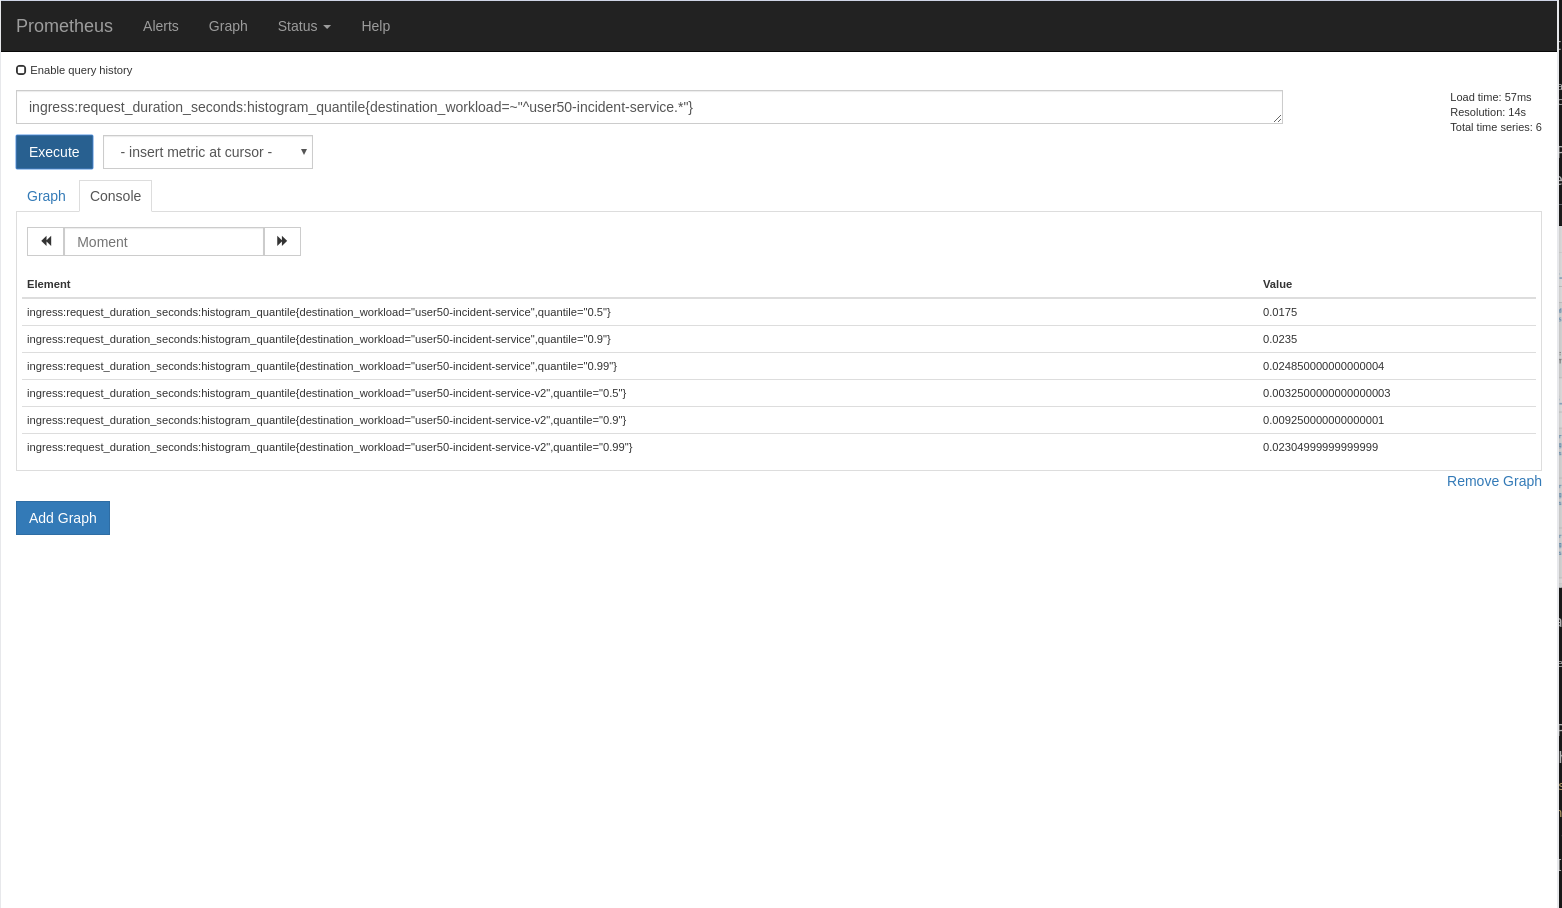 Prometheus Alerts Graph Status Help
Enable query history
ingress:request_duration_seconds:histogram_quantile{destination_workload=~"^user50-incident-service.*"}
Load time: 57ms
Resolution: 14s
Total time series: 6
Execute - insert metric at cursor -
Graph Console
Moment
Element Value
ingress:request_duration_seconds:histogram_quantile{destination_workload="user50-incident-service",quantile="0.5"} 0.0175
ingress:request_duration_seconds:histogram_quantile{destination_workload="user50-incident-service",quantile="0.9"} 0.0235
ingress:request_duration_seconds:histogram_quantile{destination_workload="user50-incident-service",quantile="0.99"} 0.024850000000000004
ingress:request_duration_seconds:histogram_quantile{destination_workload="user50-incident-service-v2",quantile="0.5"} 0.0032500000000000003
ingress:request_duration_seconds:histogram_quantile{destination_workload="user50-incident-service-v2",quantile="0.9"} 0.009250000000000001
ingress:request_duration_seconds:histogram_quantile{destination_workload="user50-incident-service-v2",quantile="0.99"} 0.02304999999999999
Remove Graph
Add Graph